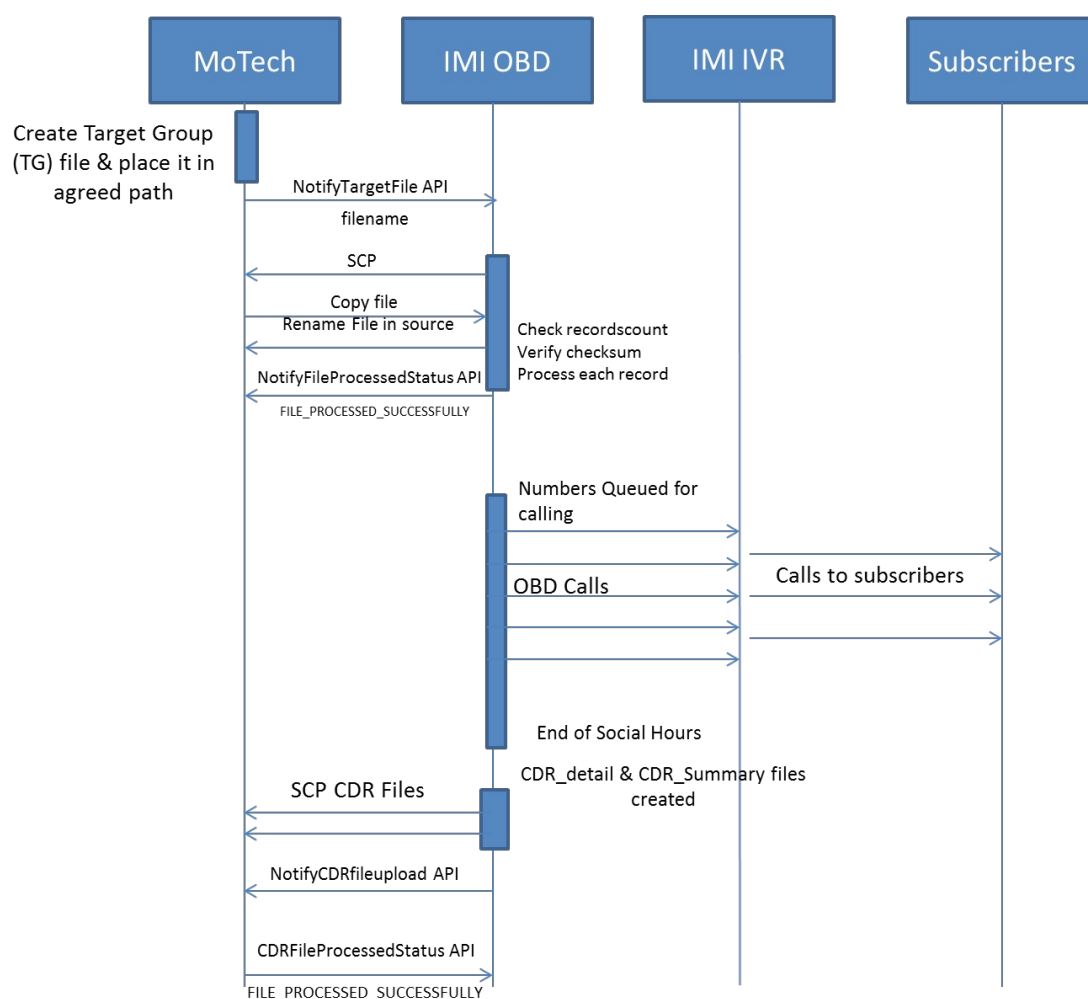 MoTech
IMI OBD
IMI IVR
Subscribers
Create Target Group
(TG) file & place it in
agreed path
NotifyTargetFile API
filename
SCP
Copy file
Rename File in source
Check recordscount
Verify checksum
Process each record
NotifyFileProcessedStatus API
FILE_PROCESSED_SUCCESSFULLY
Numbers Queued for
calling
OBD Calls
Calls to subscribers
End of Social Hours
CDR_detail & CDR_Summary files
created
SCP CDR Files
NotifyCDRfileupload API
CDRFileProcessedStatus API
FILE_PROCESSED_SUCCESSFULLY